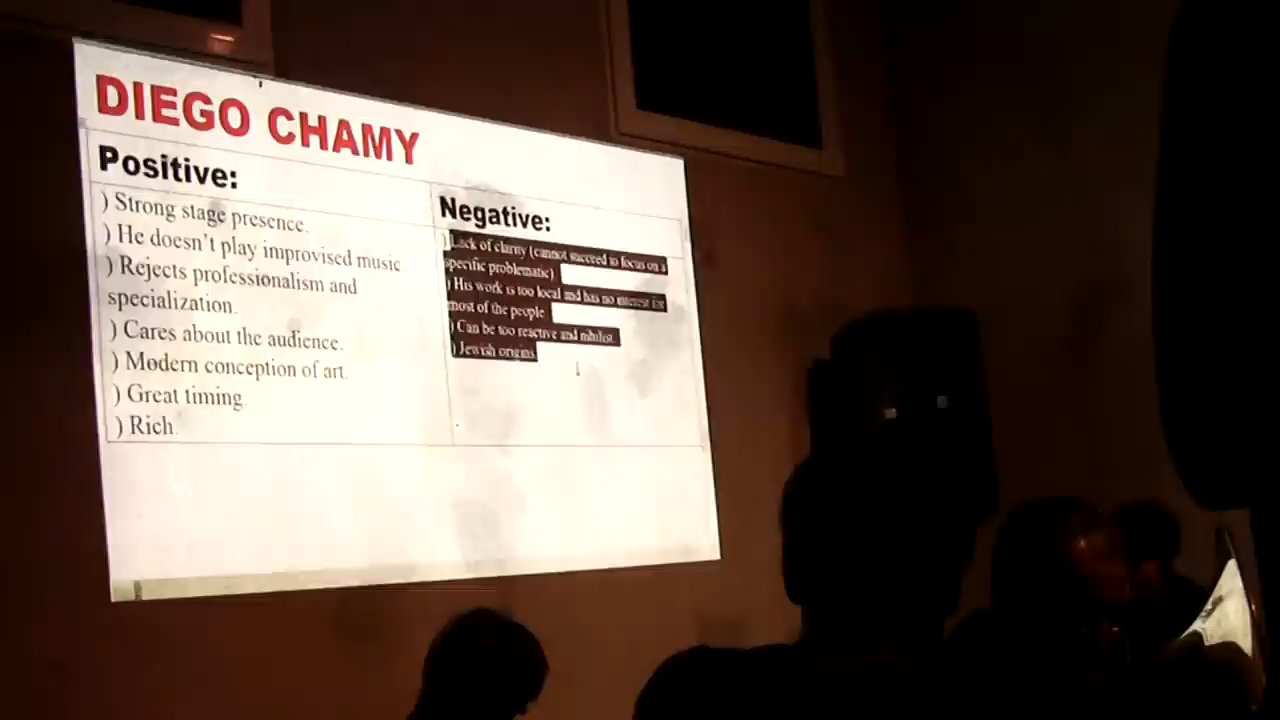 DIEGO CHAMY
Positive:
) Strong stage presence.
) He doesn't play improvised music
) Rejects professionalism and
specialization.
) Cares about the audience.
) Modern conception of art.
) Great timing
) Rich.
Negative:
) Lack of clarity (cannot succeed to focus on a
specific problematic)
) His work is too local and has no interest for
most of the people
) Can be too reactive and nihilist.
) Jewish origins.